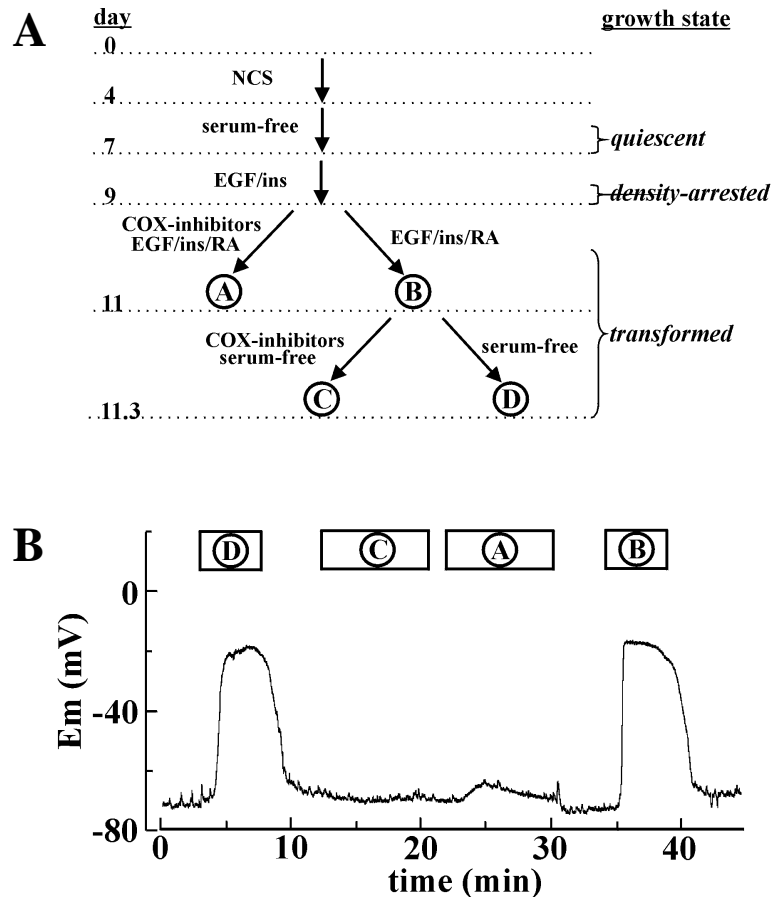 A
day
growth state
0
NCS
4
serum-free
quiescent
7
EGF/ins
density-arrested
9
COX-inhibitors
EGF/ins/RA
EGF/ins/RA
A
B
11
transformed
COX-inhibitors
serum-free
serum-free
C
D
11.3
B
D
C
A
B
0
-40
-80
Em (mV)
0
10
20
30
40
time (min)